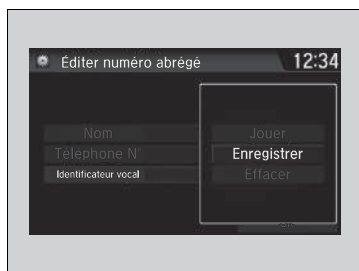 Éditer numéro abrégé
12:34
Nom
Téléphone N°
Identificateur vocal
Jouer
Enregistrer
Effacer